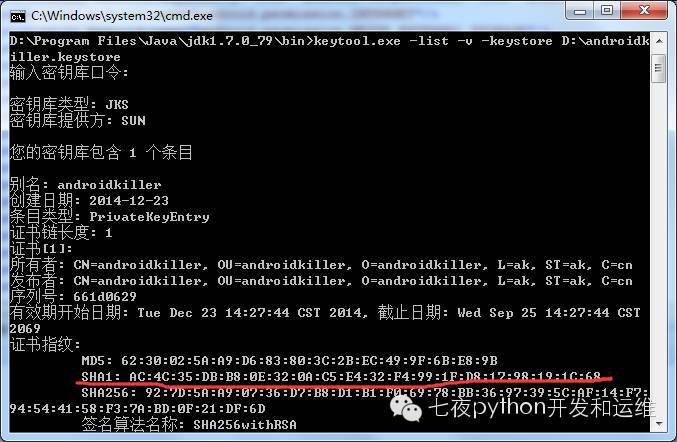 C:\Windows\system32\cmd.exe
D:\Program Files\Java\jdk1.7.0_79\bin>keytool.exe -list -v -keystore D:\androidk
iller.keystore
输入密钥库口令:
密钥库类型: JKS
密钥库提供方: SUN
您的密钥库包含 1 个条目
别名: androidkiller
创建日期: 2014-12-23
条目类型: PrivateKeyEntry
证书链长度: 1
证书[1]:
所有者: CN=androidkiller, OU=androidkiller, O=androidkiller, L=ak, ST=ak, C=cn
发布者: CN=androidkiller, OU=androidkiller, O=androidkiller, L=ak, ST=ak, C=cn
序列号: 661d0629
有效期开始日期: Tue Dec 23 14:27:44 CST 2014, 截止日期: Wed Sep 25 14:27:44 CST
2069
证书指纹:
MD5: 62:30:02:5A:A9:D6:83:80:3C:2B:EC:49:9F:6B:E8:9B
SHA1: AC:4C:35:DB:B8:0E:32:0A:C5:E4:32:F4:99:1F:D8:17:98:19:1C:68
SHA256: 92:7D:5A:A9:07:36:D7:B8:D1:B1:F0:69:78:BB:36:97:39:5C:AF:14:F7:
94:54:41:58:F3:7A:BD:0F:21:DF:6D
签名算法名称: SHA256withRSA
七夜python开发和运维